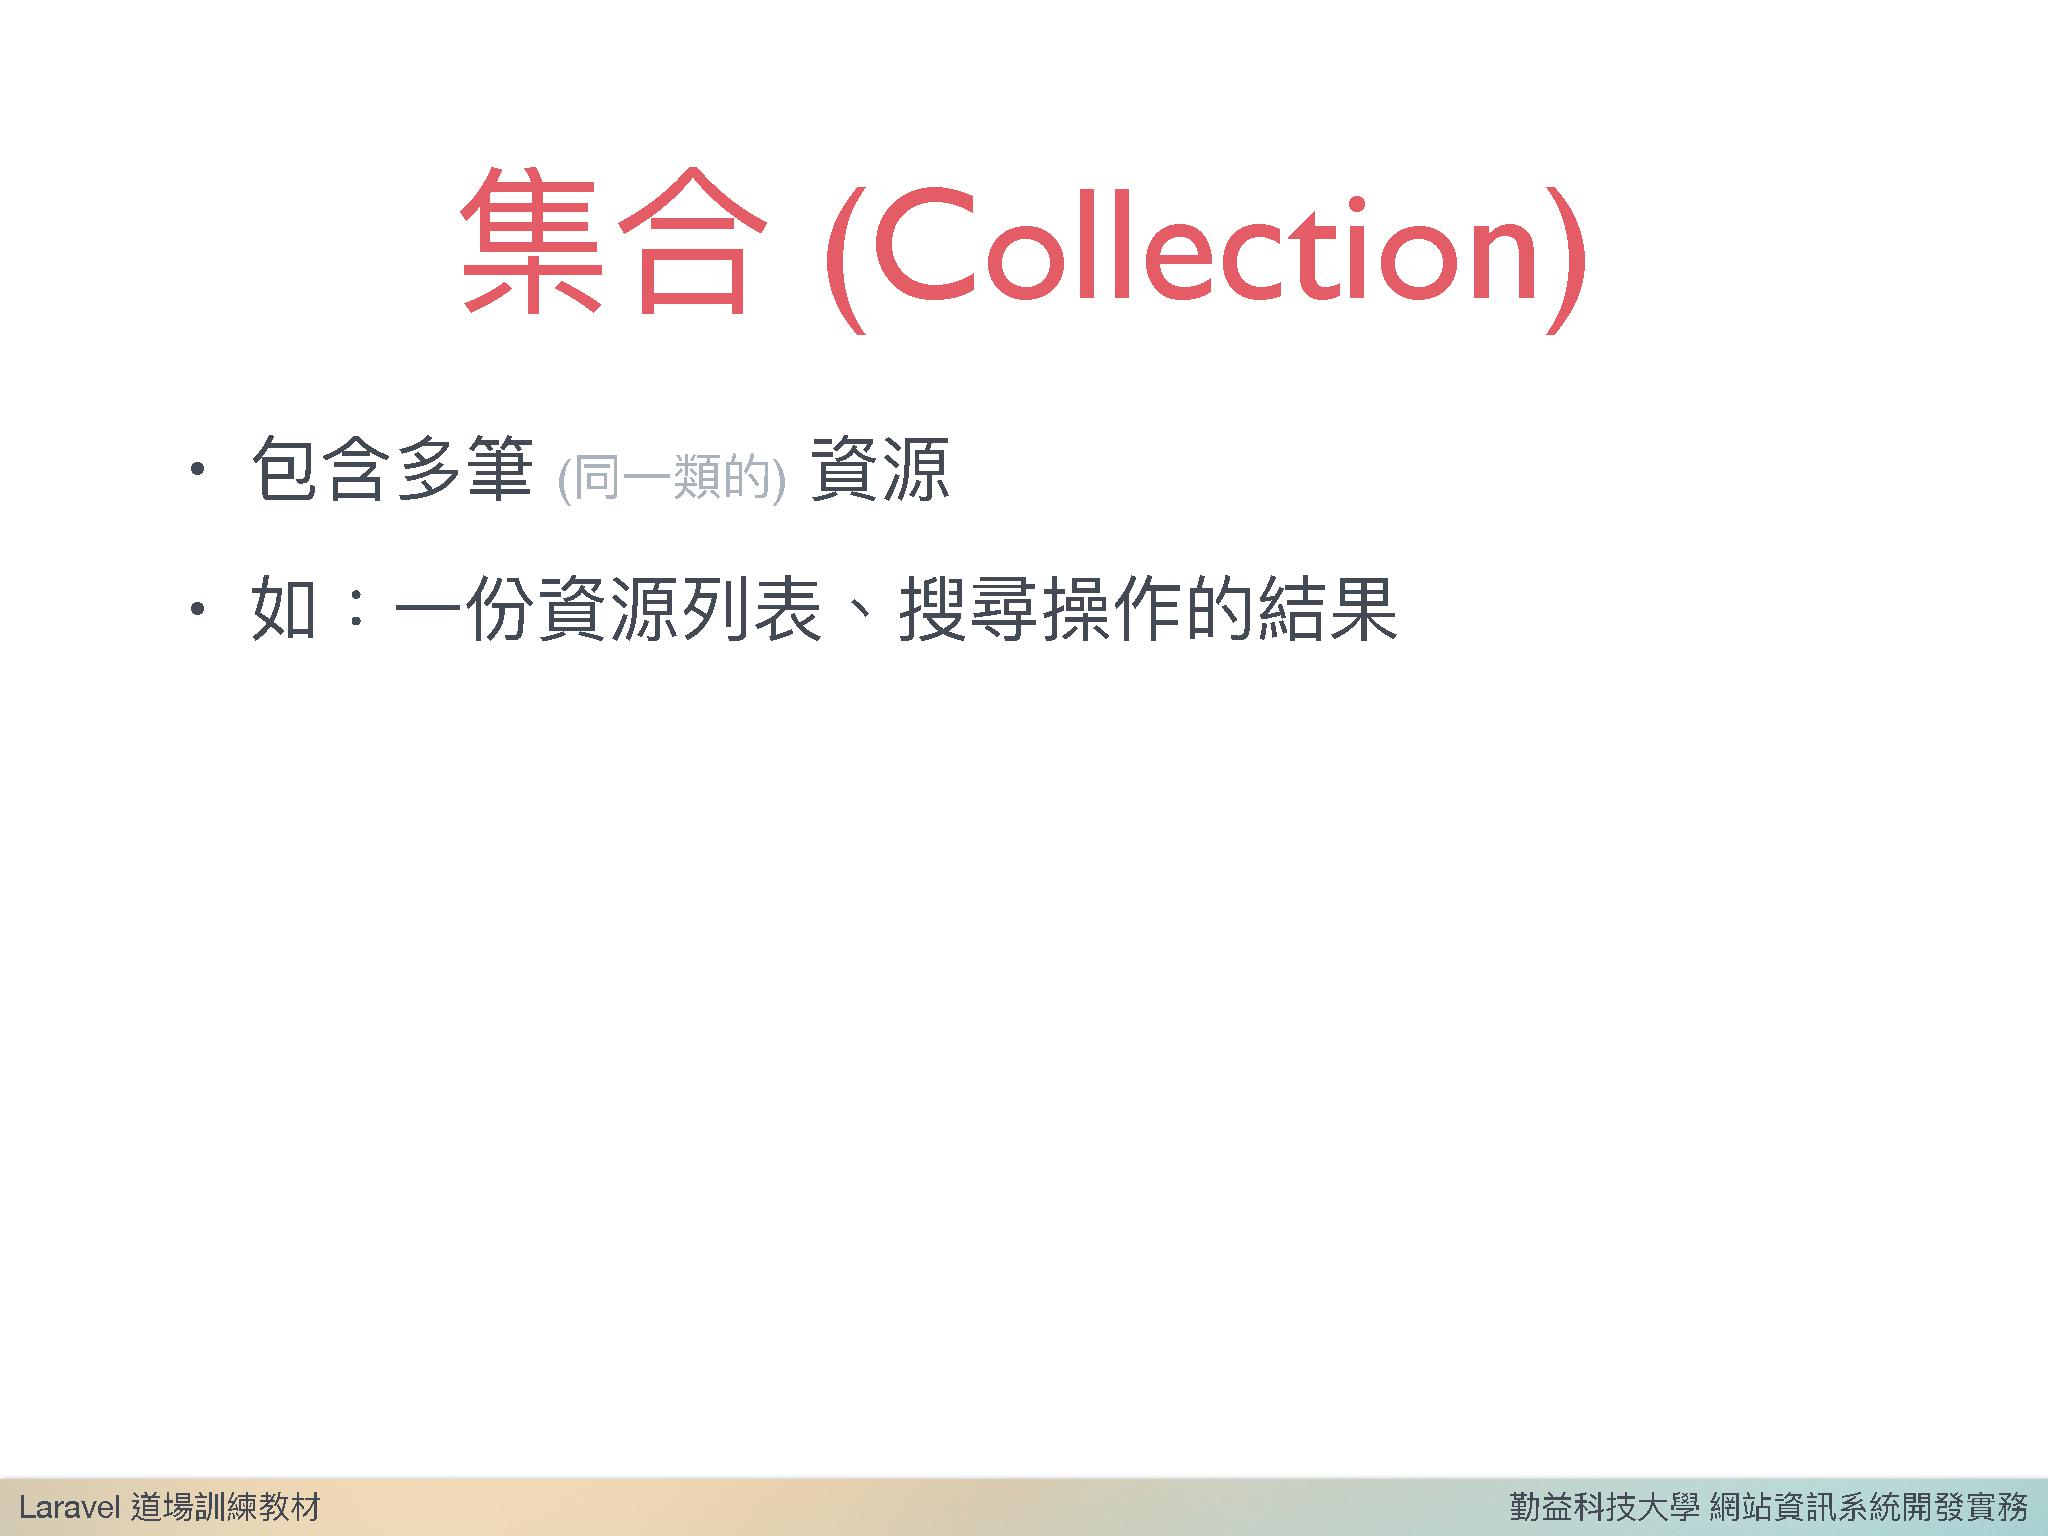 集合 (Collection)
• 包含多筆 (同一類的) 資源
• 如：一份資源列表、搜尋操作的結果
Laravel 道場訓練教材
勤益科技大學 網站資訊系統開發實務